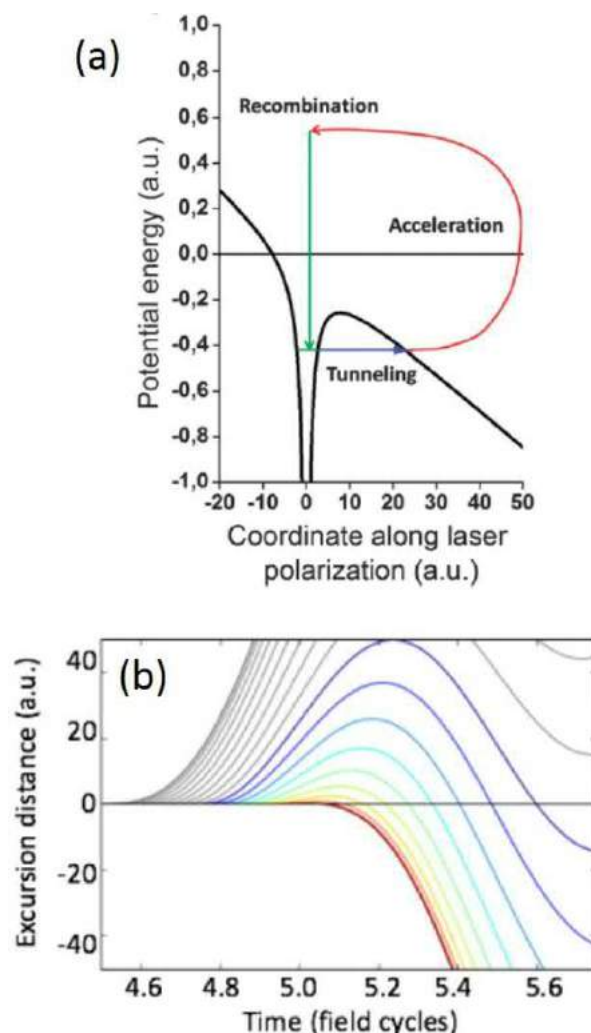 (a)
1,0
0,8
0,6
0,4
0,2
0,0
-0,2
-0,4
-0,6
-0,8
-1,0
Potential energy (a.u.)
Recombination
Acceleration
Tunneling
-20 -10 0 10 20 30 40 50
Coordinate along laser
polarization (a.u.)
(b)
40
20
0
-20
-40
Excursion distance (a.u.)
4.6 4.8 5.0 5.2 5.4 5.6
Time (field cycles)